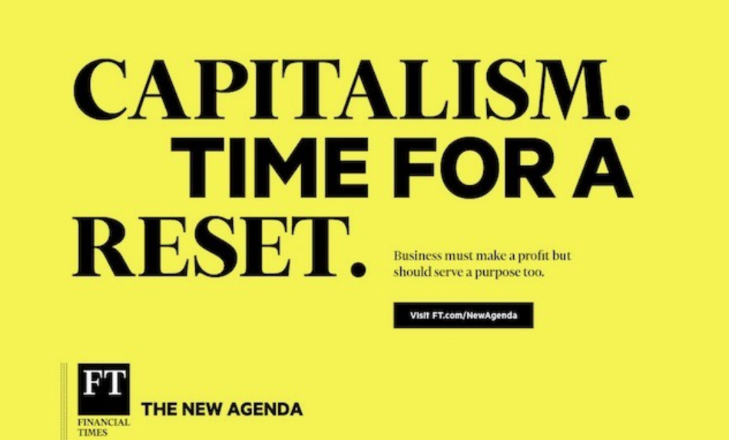 CAPITALISM.
TIME FOR A
RESET.
Business must make a profit but
should serve a purpose too.
Visit FT.com/NewAgenda
FT
FINANCIAL
TIMES
THE NEW AGENDA